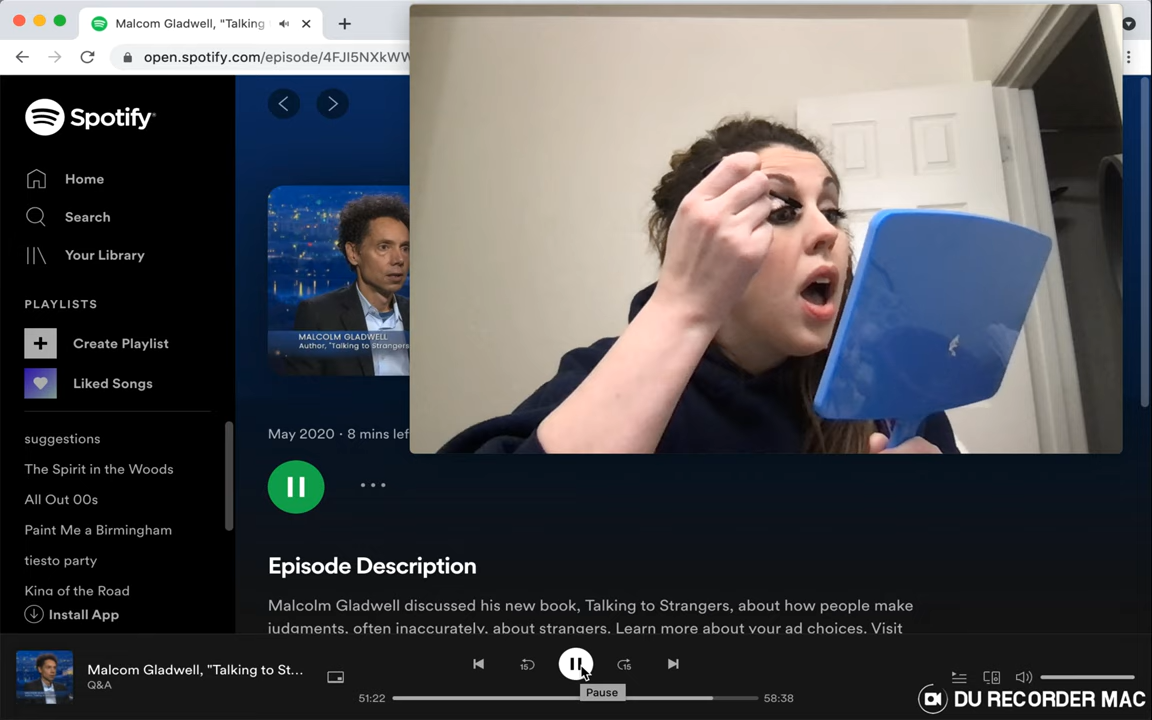 Malcom Gladwell, "Talking
open.spotify.com/episode/4FJI5NXkWW
Spotify
Home
Search
Your Library
PLAYLISTS
Create Playlist
Liked Songs
suggestions
The Spirit in the Woods
All Out 00s
Paint Me a Birmingham
tiesto party
King of the Road
Install App
MALCOLM GLADWELL
Author, "Talking to Strangers
May 2020 · 8 mins left
Episode Description
Malcolm Gladwell discussed his new book, Talking to Strangers, about how people make
judgments, often inaccurately, about strangers. Learn more about your ad choices. Visit
Malcom Gladwell, "Talking to St...
Q&A
15
15
Pause
51:22
58:38
DU RECORDER MAC